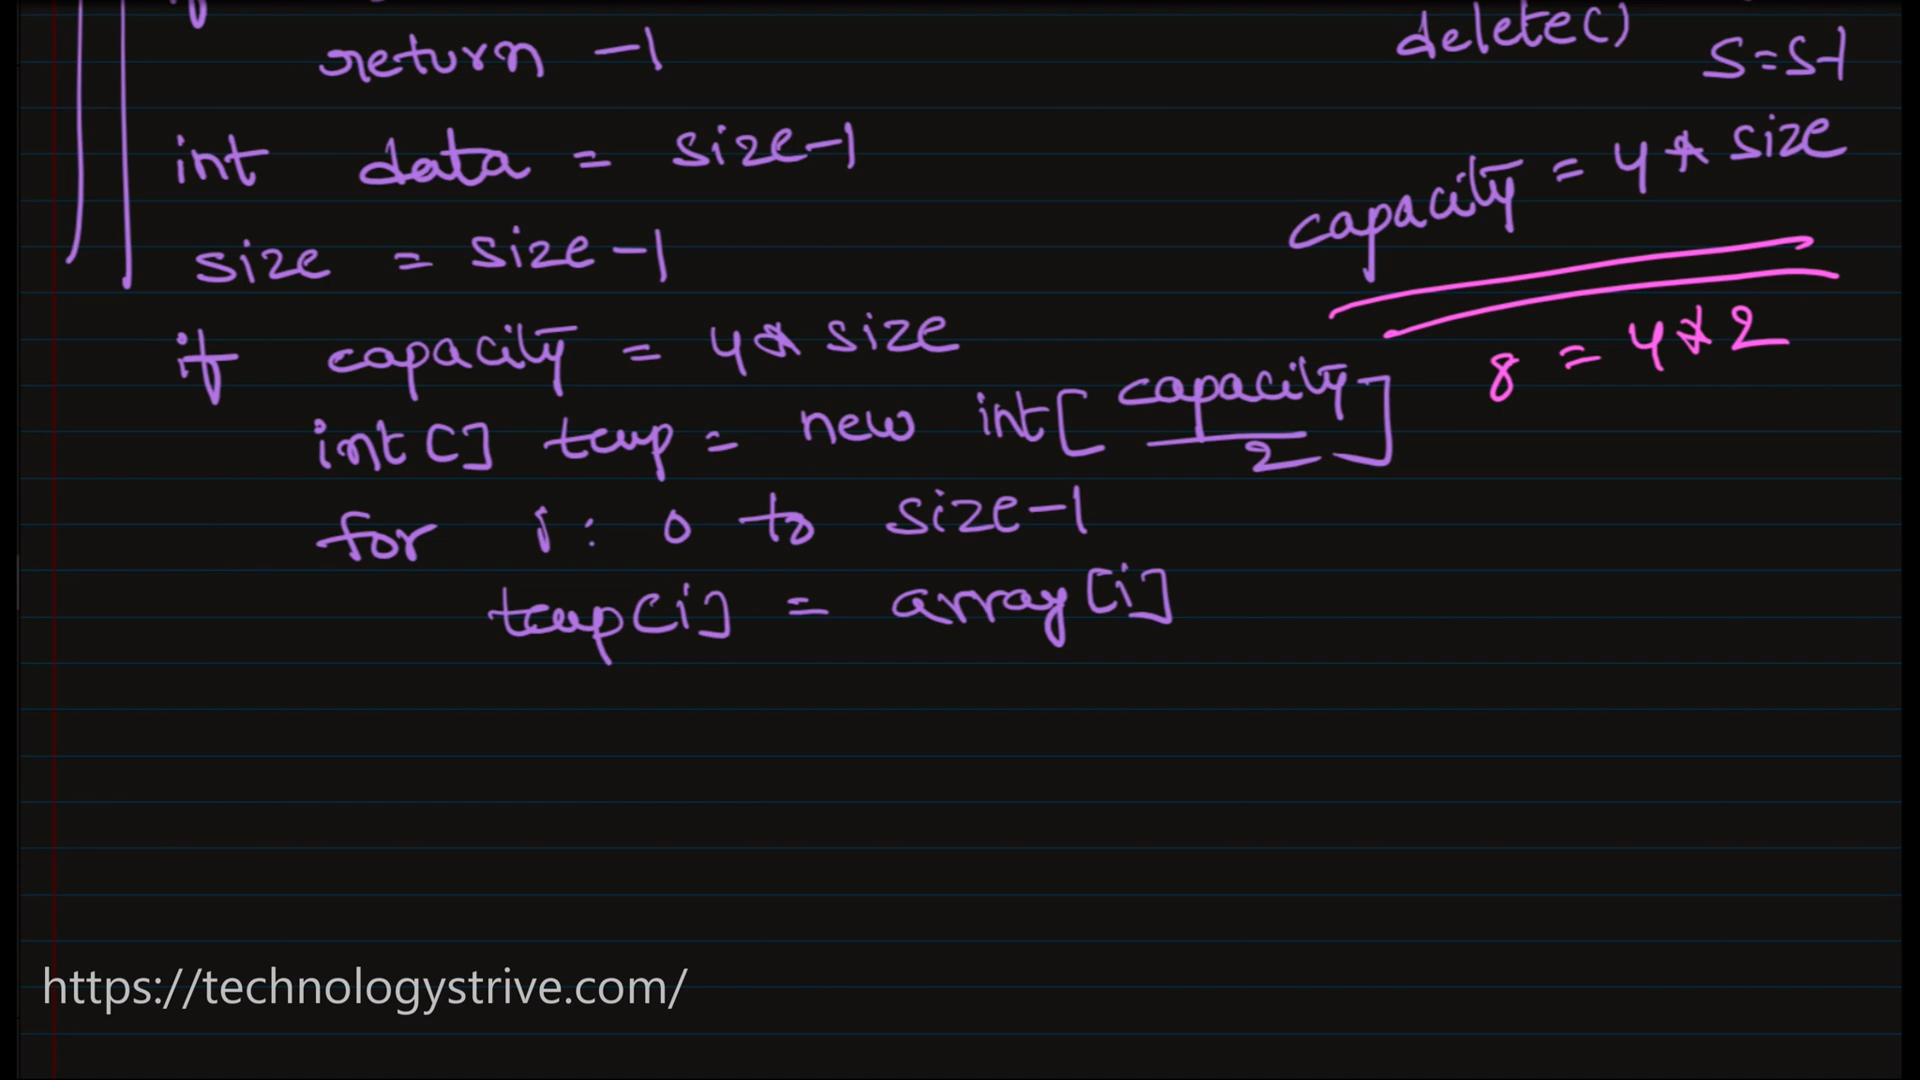 return -1
int data = size-1
size = size-1
if capacity = 4* size
int[] temp = new int[capacity/2]
for i: 0 to size-1
temp[i] = array[i]
delete()
S=S-1
capacity = 4* size
8 = 4*2
https://technologystrive.com/